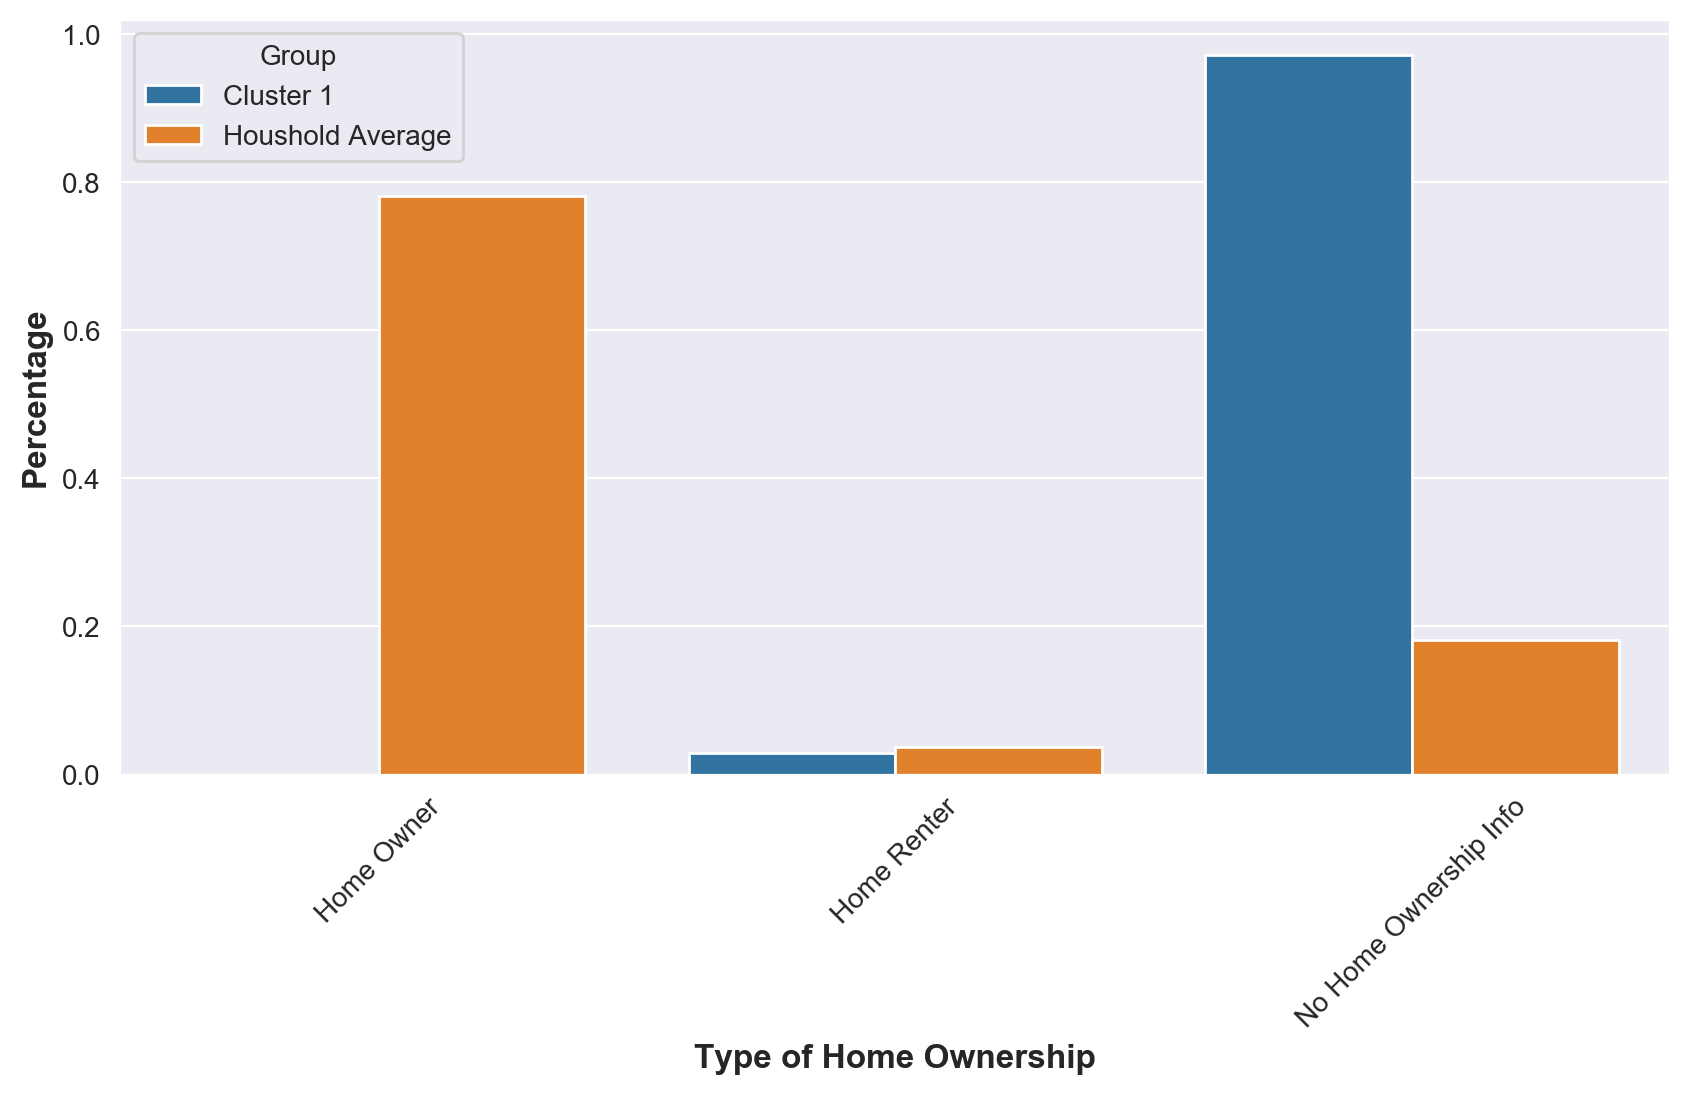 Group
Cluster 1
Houshold Average
1.0
0.8
0.6
0.4
0.2
0.0
Percentage
Home Owner
Home Renter
No Home Ownership Info
Type of Home Ownership